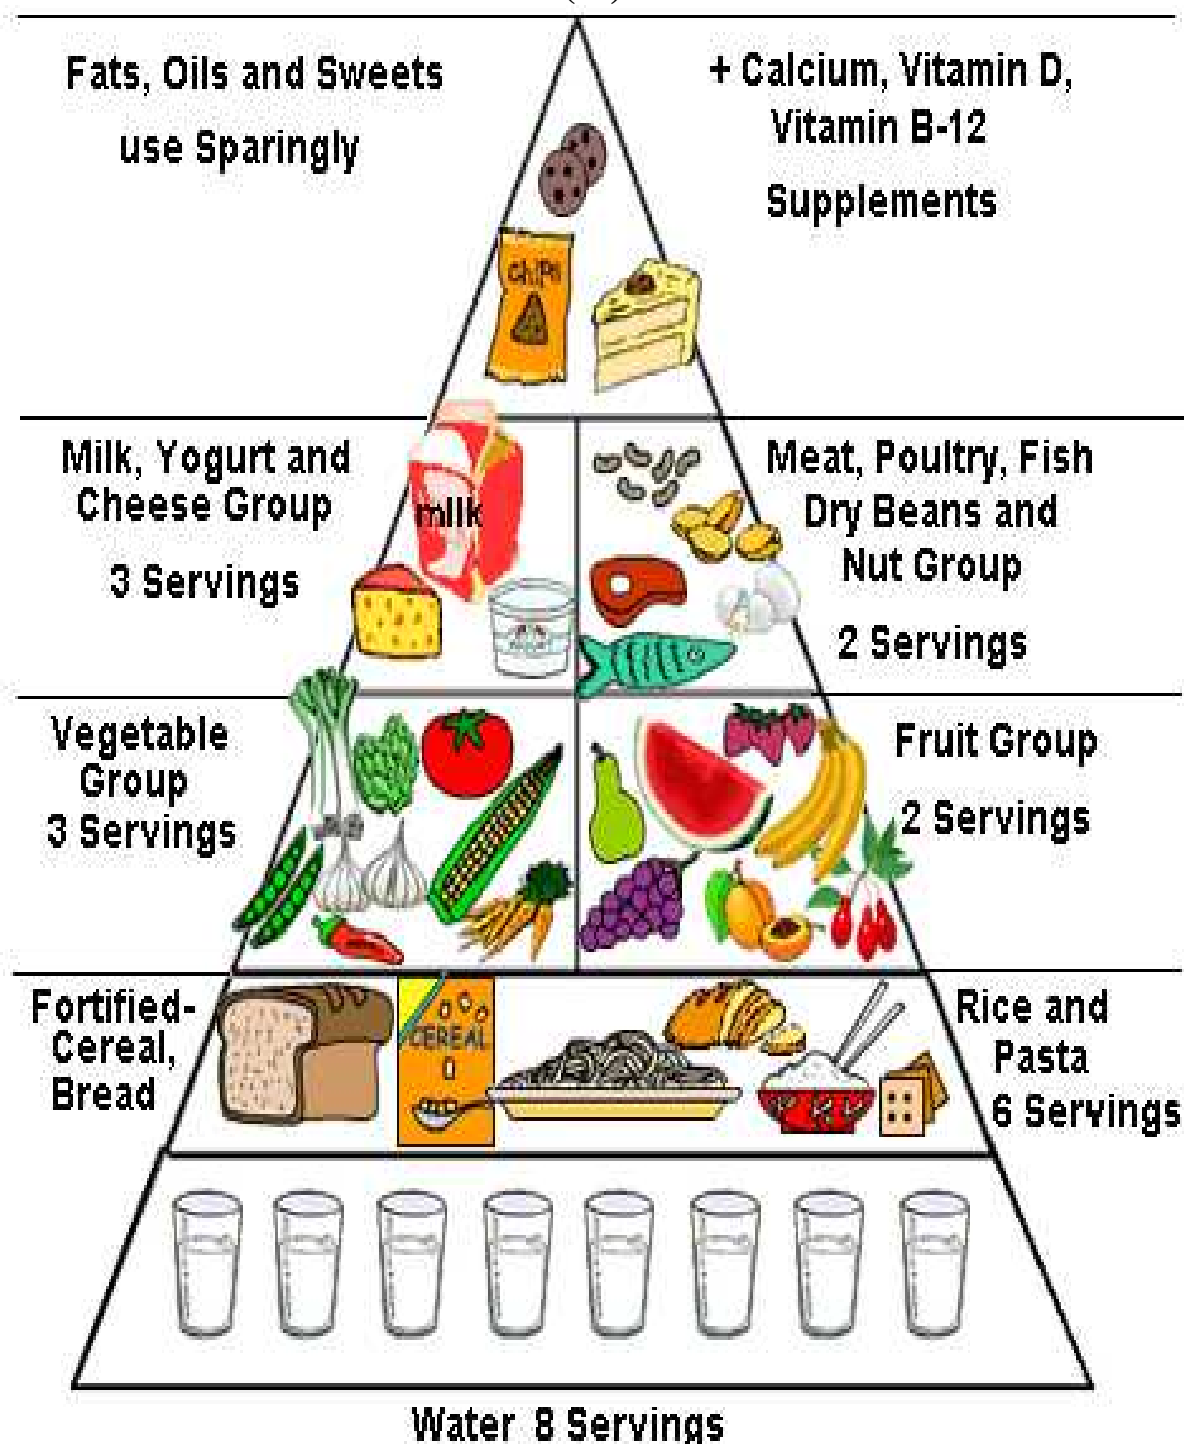 Fats, Oils and Sweets
use Sparingly
+ Calcium, Vitamin D,
Vitamin B-12
Supplements
chips
Milk, Yogurt and
Cheese Group
3 Servings
milk
Meat, Poultry, Fish
Dry Beans and
Nut Group
2 Servings
Vegetable
Group
3 Servings
Fruit Group
2 Servings
Fortified-
Cereal,
Bread
CEREAL
Rice and
Pasta
6 Servings
Water 8 Servings